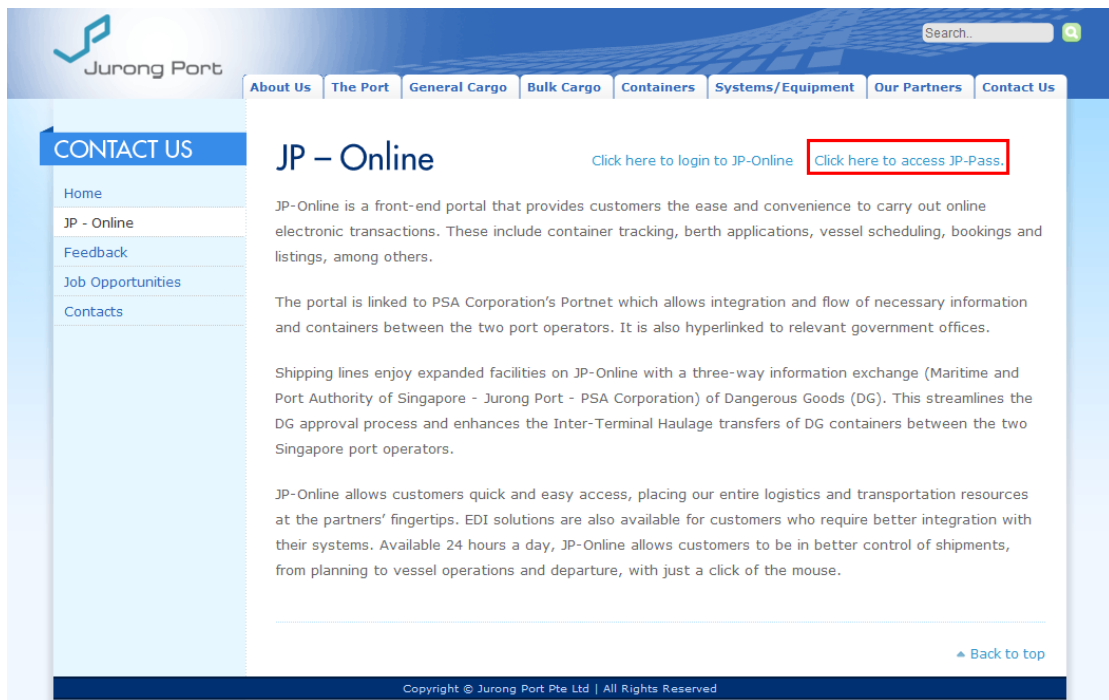 Jurong Port
Search..
About Us
The Port
General Cargo
Bulk Cargo
Containers
Systems/Equipment
Our Partners
Contact Us
CONTACT US
Home
JP - Online
Feedback
Job Opportunities
Contacts
JP – Online
Click here to login to JP-Online
Click here to access JP-Pass.
JP-Online is a front-end portal that provides customers the ease and convenience to carry out online
electronic transactions. These include container tracking, berth applications, vessel scheduling, bookings and
listings, among others.
The portal is linked to PSA Corporation's Portnet which allows integration and flow of necessary information
and containers between the two port operators. It is also hyperlinked to relevant government offices.
Shipping lines enjoy expanded facilities on JP-Online with a three-way information exchange (Maritime and
Port Authority of Singapore - Jurong Port - PSA Corporation) of Dangerous Goods (DG). This streamlines the
DG approval process and enhances the Inter-Terminal Haulage transfers of DG containers between the two
Singapore port operators.
JP-Online allows customers quick and easy access, placing our entire logistics and transportation resources
at the partners' fingertips. EDI solutions are also available for customers who require better integration with
their systems. Available 24 hours a day, JP-Online allows customers to be in better control of shipments,
from planning to vessel operations and departure, with just a click of the mouse.
Back to top
Copyright © Jurong Port Pte Ltd | All Rights Reserved